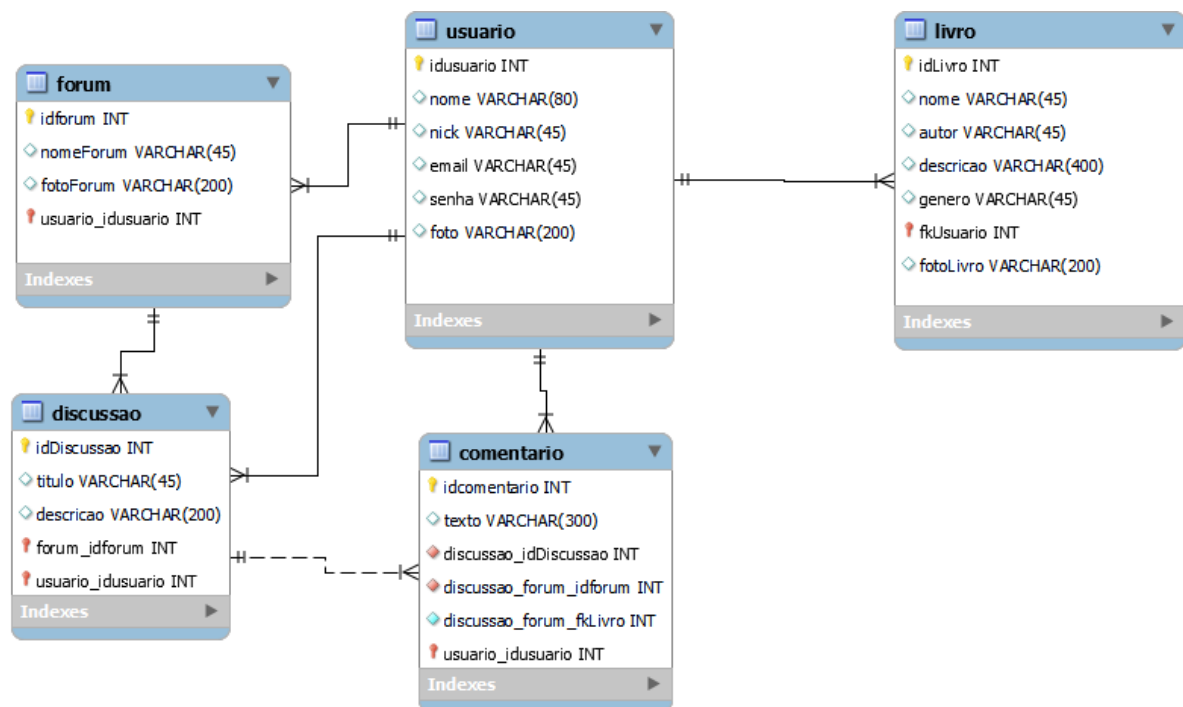 forum
idforum INT
nomeForum VARCHAR(45)
fotoForum VARCHAR(200)
usuario_idusuario INT
Indexes
usuario
idusuario INT
nome VARCHAR(80)
nick VARCHAR(45)
email VARCHAR(45)
senha VARCHAR(45)
foto VARCHAR(200)
Indexes
livro
idLivro INT
nome VARCHAR(45)
autor VARCHAR(45)
descricao VARCHAR(400)
genero VARCHAR(45)
fkUsuario INT
fotoLivro VARCHAR(200)
Indexes
discussao
idDiscussao INT
titulo VARCHAR(45)
descricao VARCHAR(200)
forum_idforum INT
usuario_idusuario INT
Indexes
comentario
idcomentario INT
texto VARCHAR(300)
discussao_idDiscussao INT
discussao_forum_idforum INT
discussao_forum_fkLivro INT
usuario_idusuario INT
Indexes